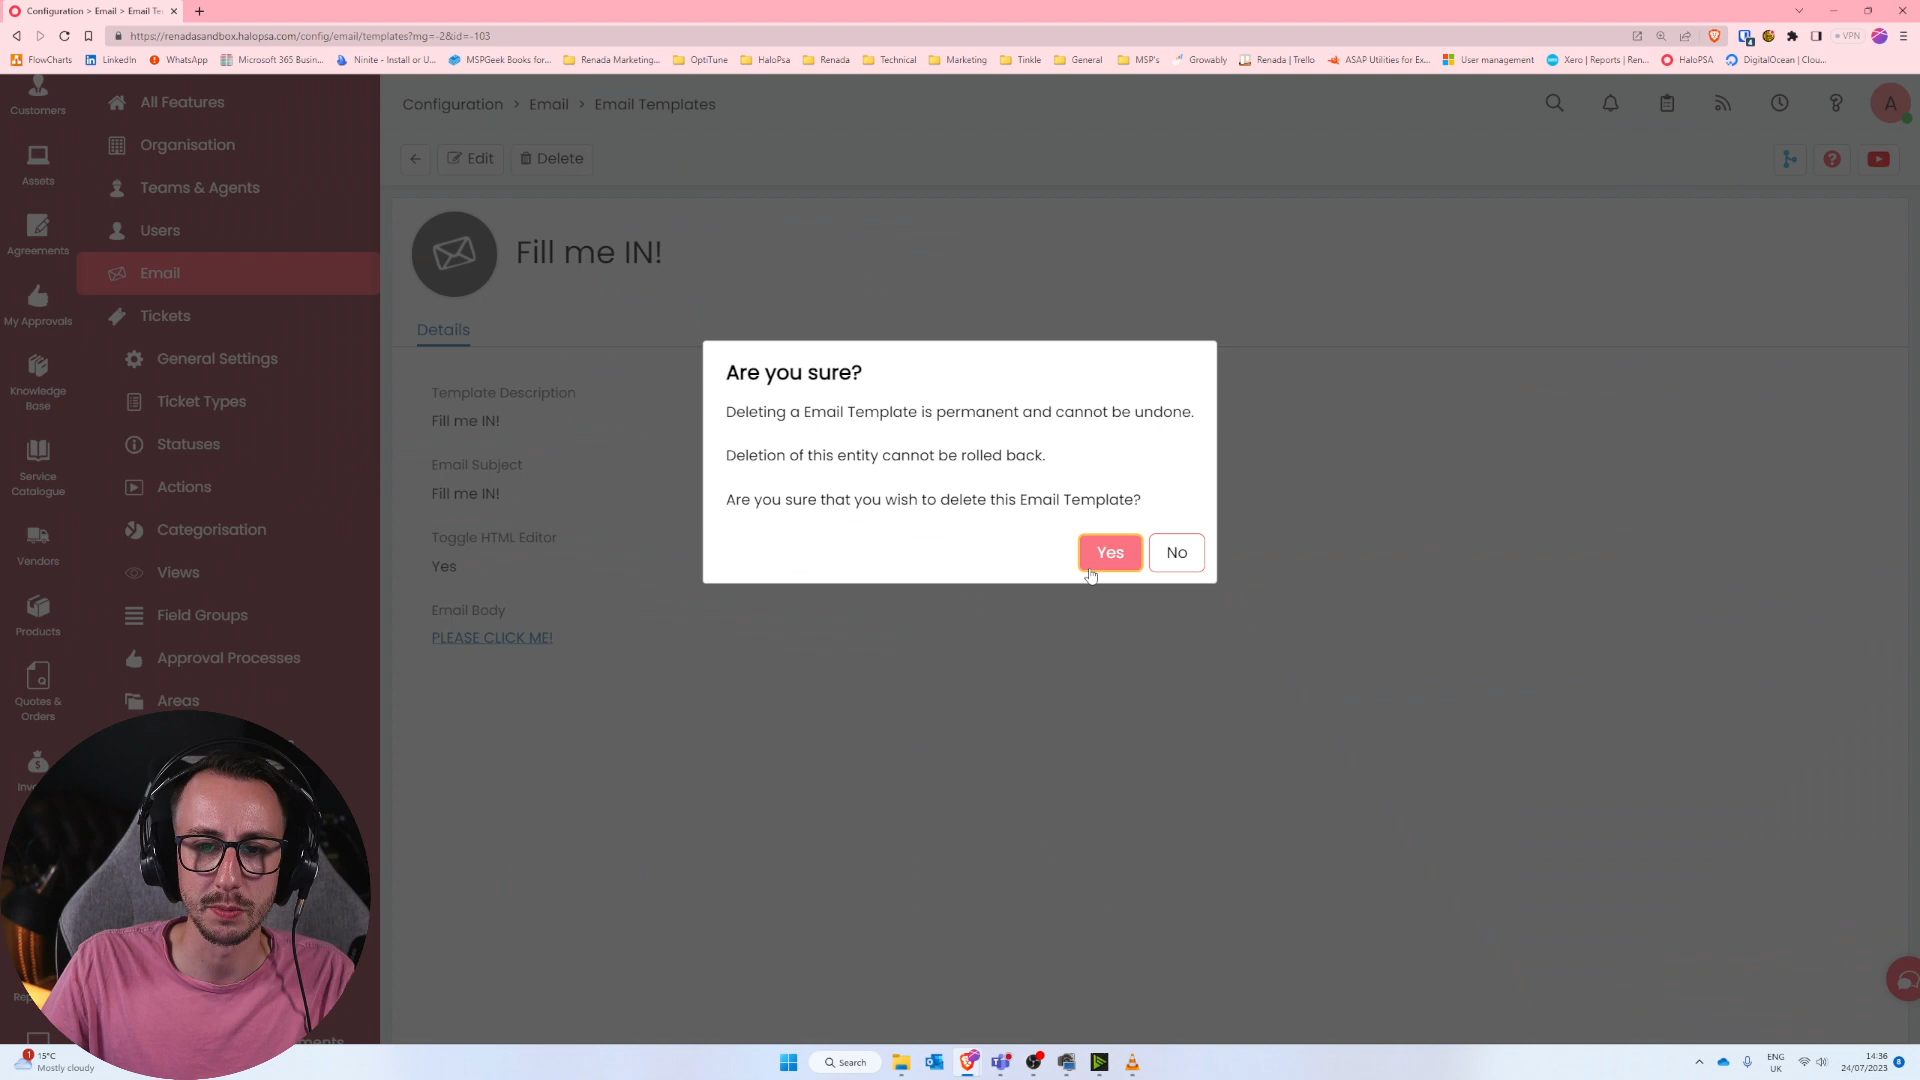 Configuration > Email > Email Te
https://renadasandbox.halopsa.com/config/email/templates?mg=-2&id=-103
VPN
FlowCharts
LinkedIn
WhatsApp
Microsoft 365 Busin...
Ninite - Install or U...
MSPGeek Books for...
Renada Marketing...
OptiTune
HaloPsa
Renada
Technical
Marketing
Tinkle
General
MSP's
Growably
Renada | Trello
ASAP Utilities for Ex...
User management
Xero | Reports | Ren...
HaloPSA
DigitalOcean | Clou...
Customers
Assets
Agreements
My Approvals
Knowledge
Base
Service
Catalogue
Vendors
Products
Quotes &
Orders
All Features
Organisation
Teams & Agents
Users
Email
Tickets
General Settings
Ticket Types
Statuses
Actions
Categorisation
Views
Field Groups
Approval Processes
Areas
Configuration > Email > Email Templates
A
Edit
Delete
Fill me IN!
Details
Template Description
Fill me IN!
Email Subject
Fill me IN!
Toggle HTML Editor
Yes
Email Body
PLEASE CLICK ME!
Are you sure?
Deleting a Email Template is permanent and cannot be undone.
Deletion of this entity cannot be rolled back.
Are you sure that you wish to delete this Email Template?
Yes
No
1
15°C
Mostly cloudy
Search
ENG
UK
14:36
24/07/2023
8